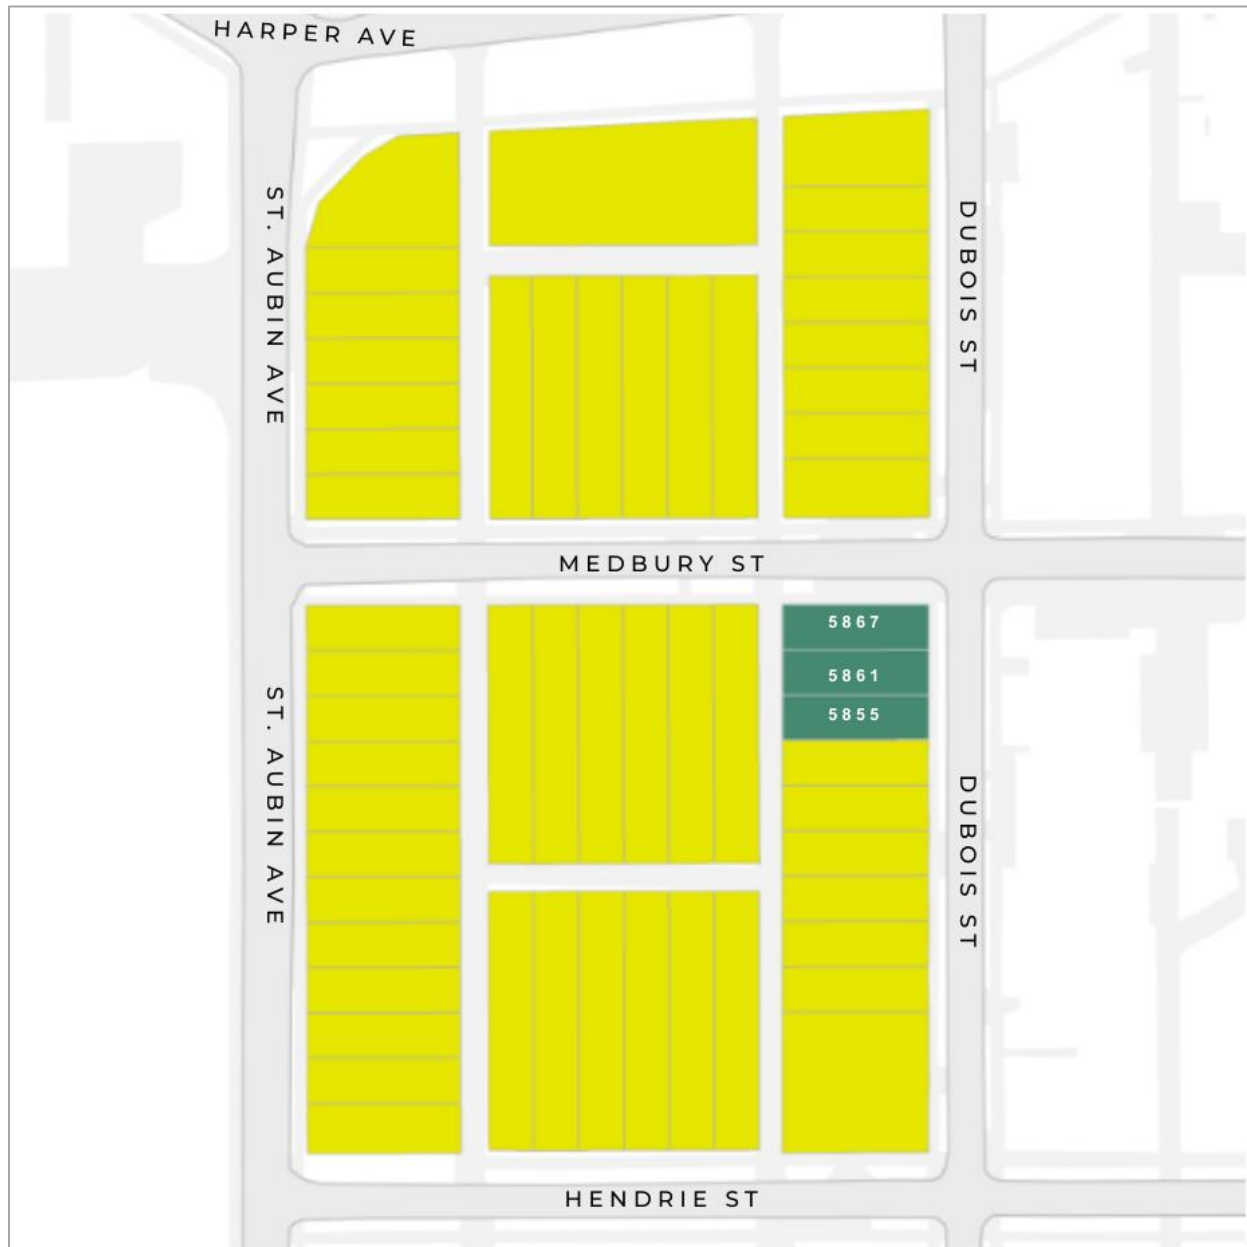 HARPER AVE
ST. AUBIN AVE
DUBOIS ST
MEDBURY ST
5867
5861
5855
ST. AUBIN AVE
DUBOIS ST
HENDRIE ST